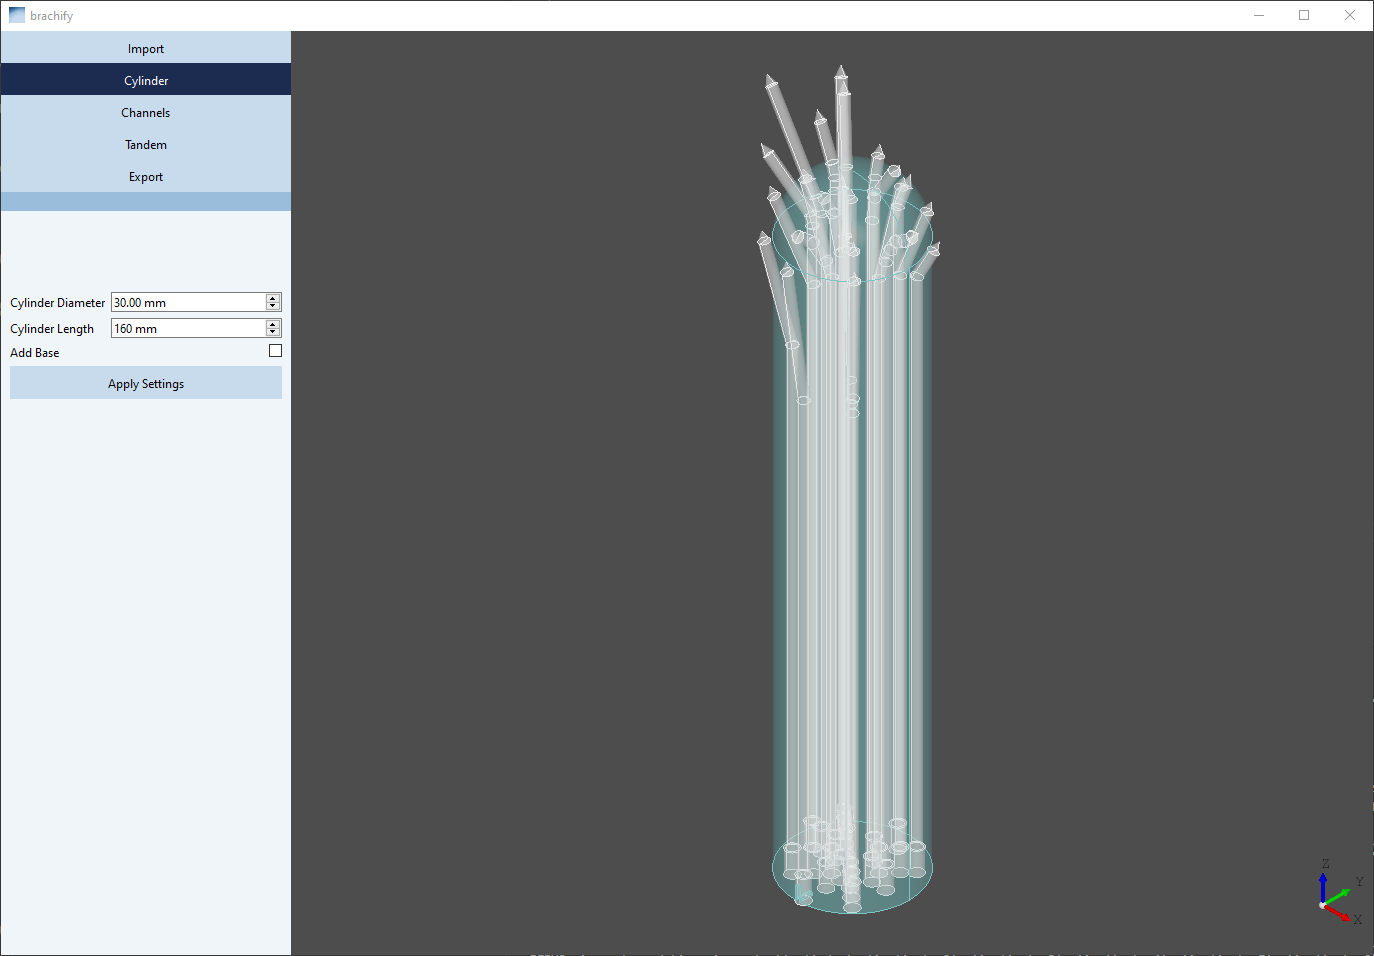 brachify
Import
Cylinder
Channels
Tandem
Export
Cylinder Diameter 30.00 mm
Cylinder Length 160 mm
Add Base
Apply Settings
Z
Y
X